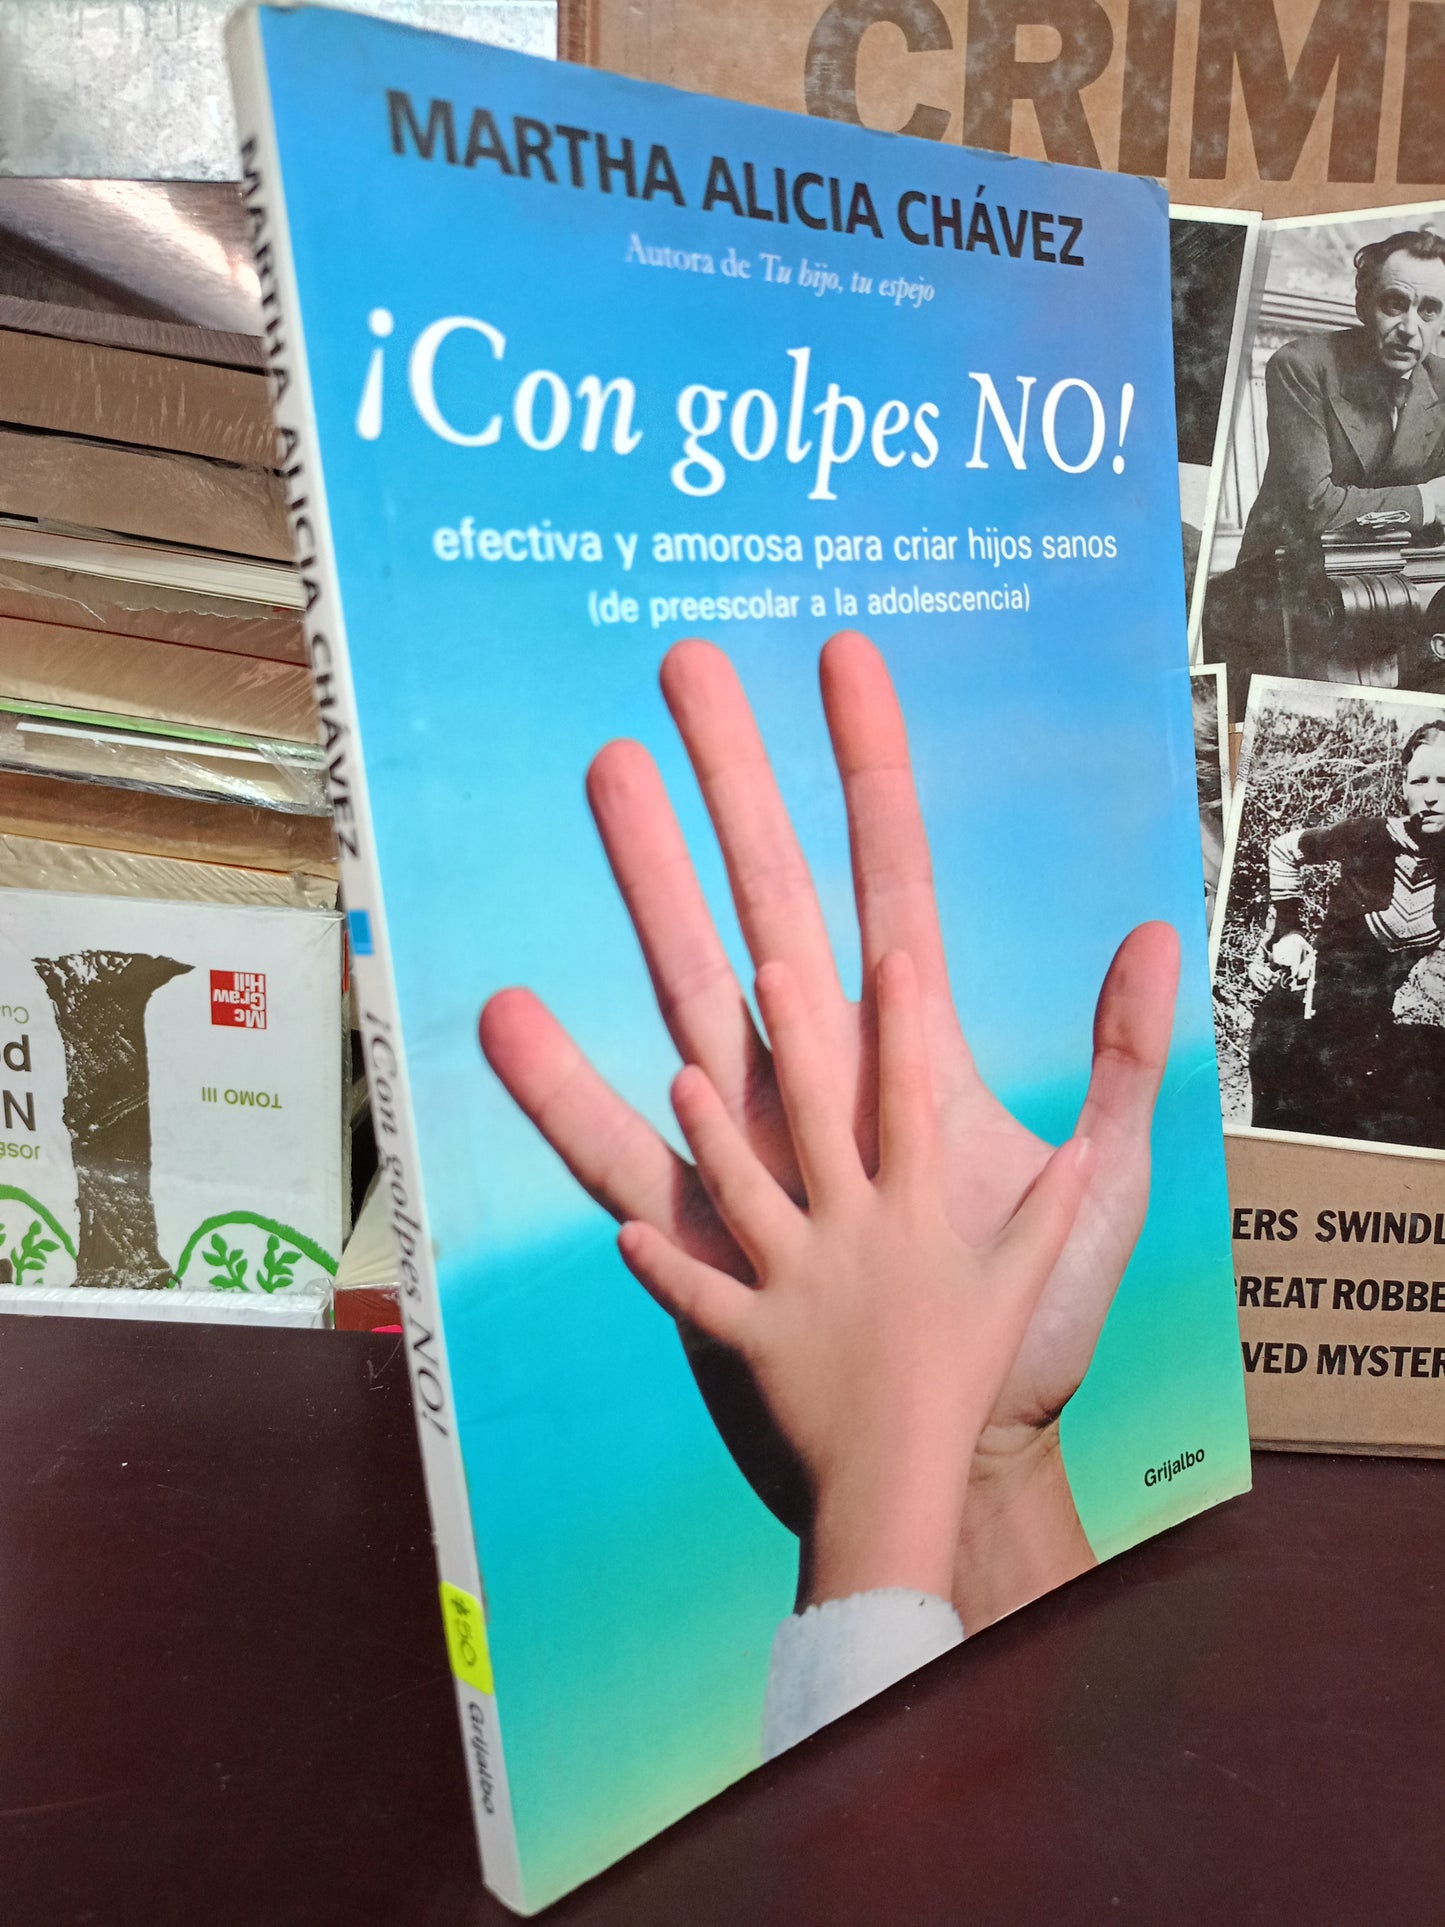 MARTHA ALICIA CHÁVEZ
Autora de Tu hijo, tu espejo
¡Con golpes NO!
efectiva y amorosa para criar hijos sanos
(de preescolar a la adolescencia)
Grijalbo
MARTHA ALICIA CHÁVEZ
¡Con golpes NO!
$50
Grijalbo
CRIM
ERS SWINDL
GREAT ROBBE
VED MYSTER
Mc
Graw
Hill
TOMO III